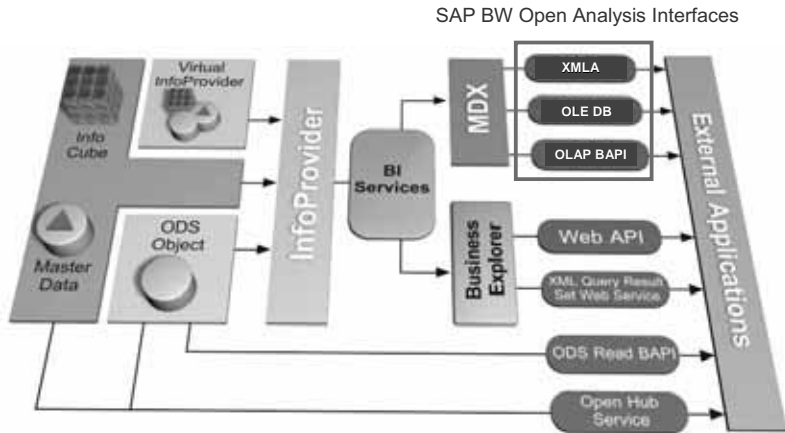 SAP BW Open Analysis Interfaces
Virtual
InfoProvider
Info
Cube
ODS
Object
Master
Data
InfoProvider
BI
Services
MDX
XMLA
OLE DB
OLAP BAPI
Business
Explorer
Web API
XML Query Result
Set Web Service
ODS Read BAPI
Open Hub
Service
External Applications